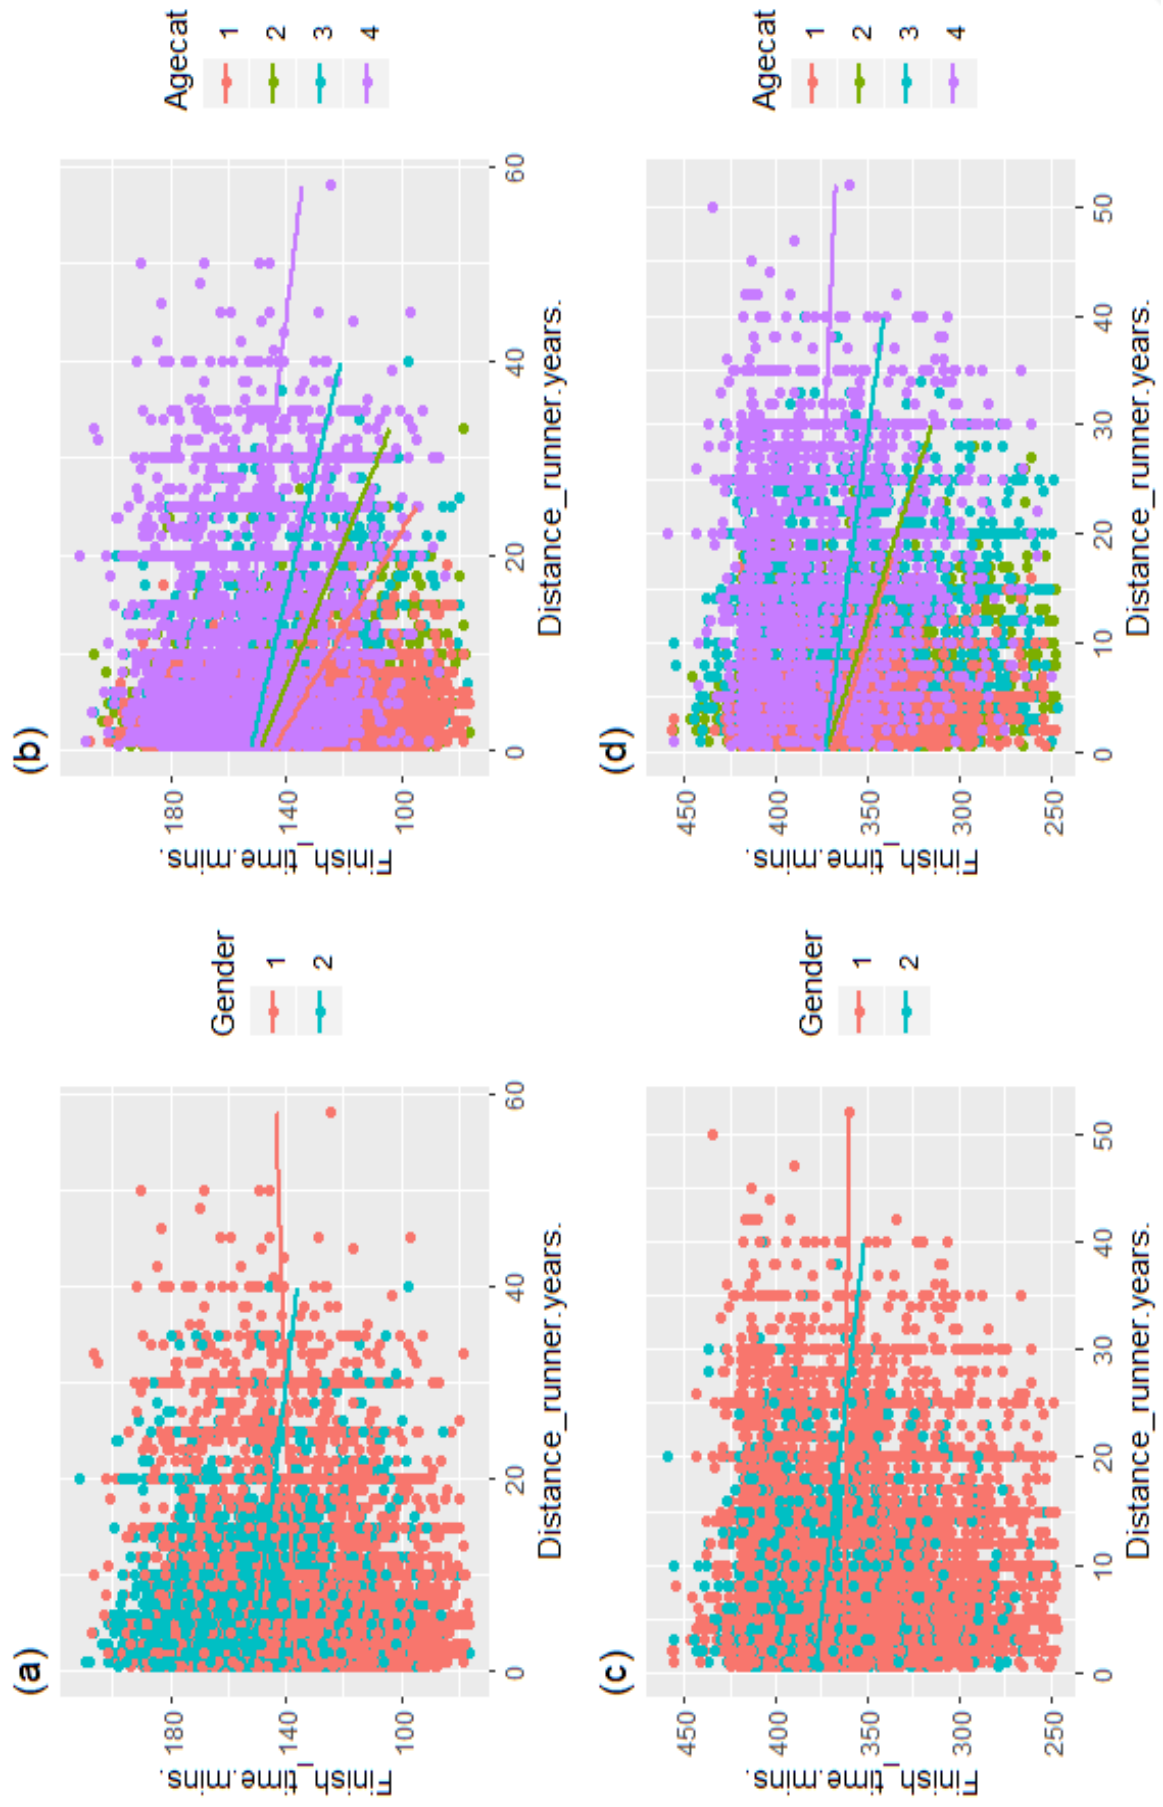 (a)
Finish_time.mins.
180
140
100
0 20 40 60
Distance_runner.years.
Gender
1
2
(b)
Finish_time.mins.
180
140
100
0 20 40 60
Distance_runner.years.
Agecat
1
2
3
4
(c)
Finish_time.mins.
450
400
350
300
250
0 10 20 30 40 50
Distance_runner.years.
Gender
1
2
(d)
Finish_time.mins.
450
400
350
300
250
0 10 20 30 40 50
Distance_runner.years.
Agecat
1
2
3
4